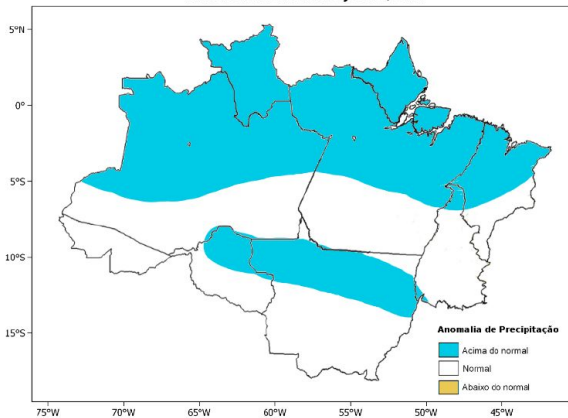 5°N
0°
5°S
10°S
15°S
75°W
70°W
65°W
60°W
55°W
50°W
45°W
Anomalia de Precipitação
Acima do normal
Normal
Abaixo do normal